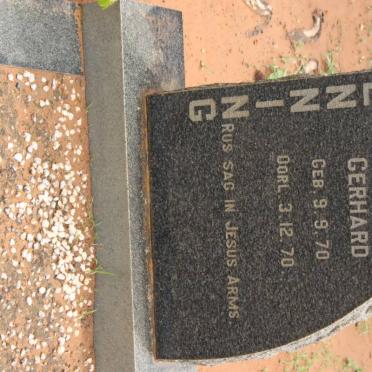 GERHARD
GEB. 9.9.70
OORL. 3.12.70
RUS SAG IN JESUS ARMS.